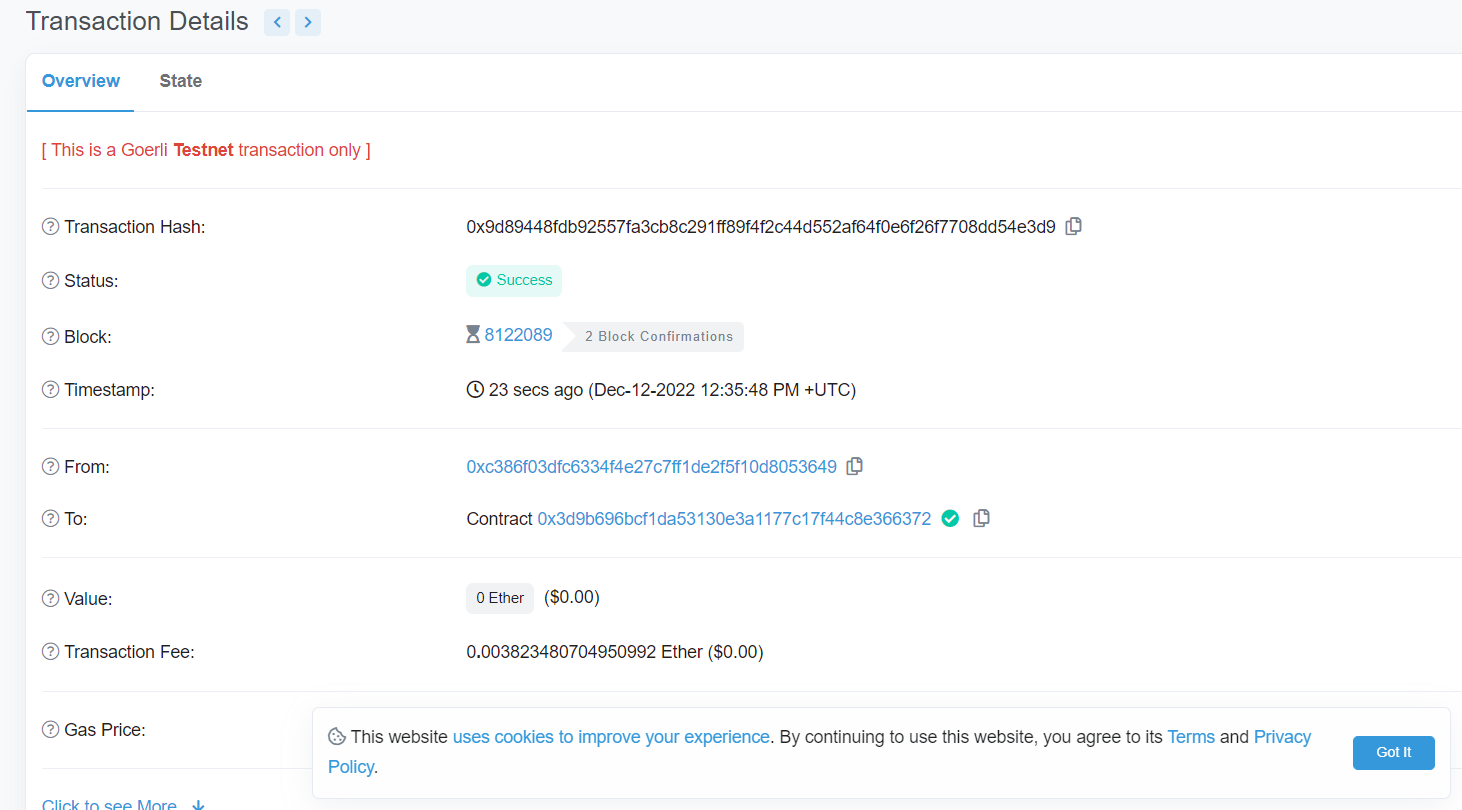 Transaction Details
Overview State
[ This is a Goerli Testnet transaction only ]
Transaction Hash: 0x9d89448fdb92557fa3cb8c291ff89f4f2c44d552af64f0e6f26f7708dd54e3d9
Status: Success
Block: 8122089 2 Block Confirmations
Timestamp: 23 secs ago (Dec-12-2022 12:35:48 PM +UTC)
From: 0xc386f03dfc6334f4e27c7ff1de2f5f10d8053649
To: Contract 0x3d9b696bcf1da53130e3a1177c17f44c8e366372
Value: 0 Ether ($0.00)
Transaction Fee: 0.003823480704950992 Ether ($0.00)
Gas Price:
This website uses cookies to improve your experience. By continuing to use this website, you agree to its Terms and Privacy
Policy.
Got It
Click to see More